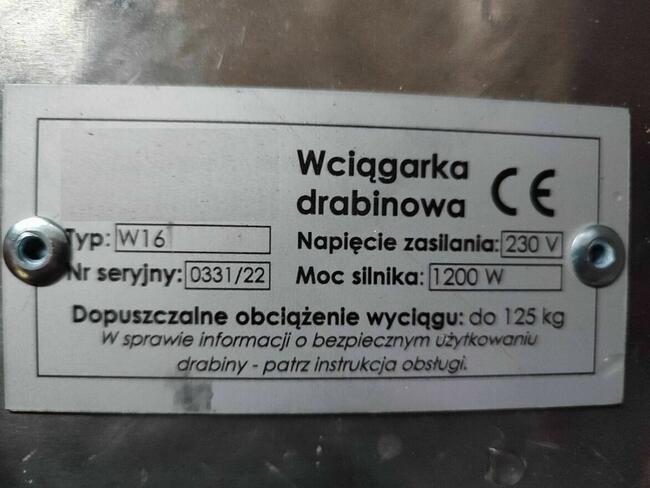 Wciągarka
drabinowa CE
Typ: W16 Napięcie zasilania: 230 V
Nr seryjny: 0331/22 Moc silnika: 1200 W
Dopuszczalne obciążenie wyciągu: do 125 kg
W sprawie informacji o bezpiecznym użytkowaniu
drabiny - patrz instrukcja obsługi.